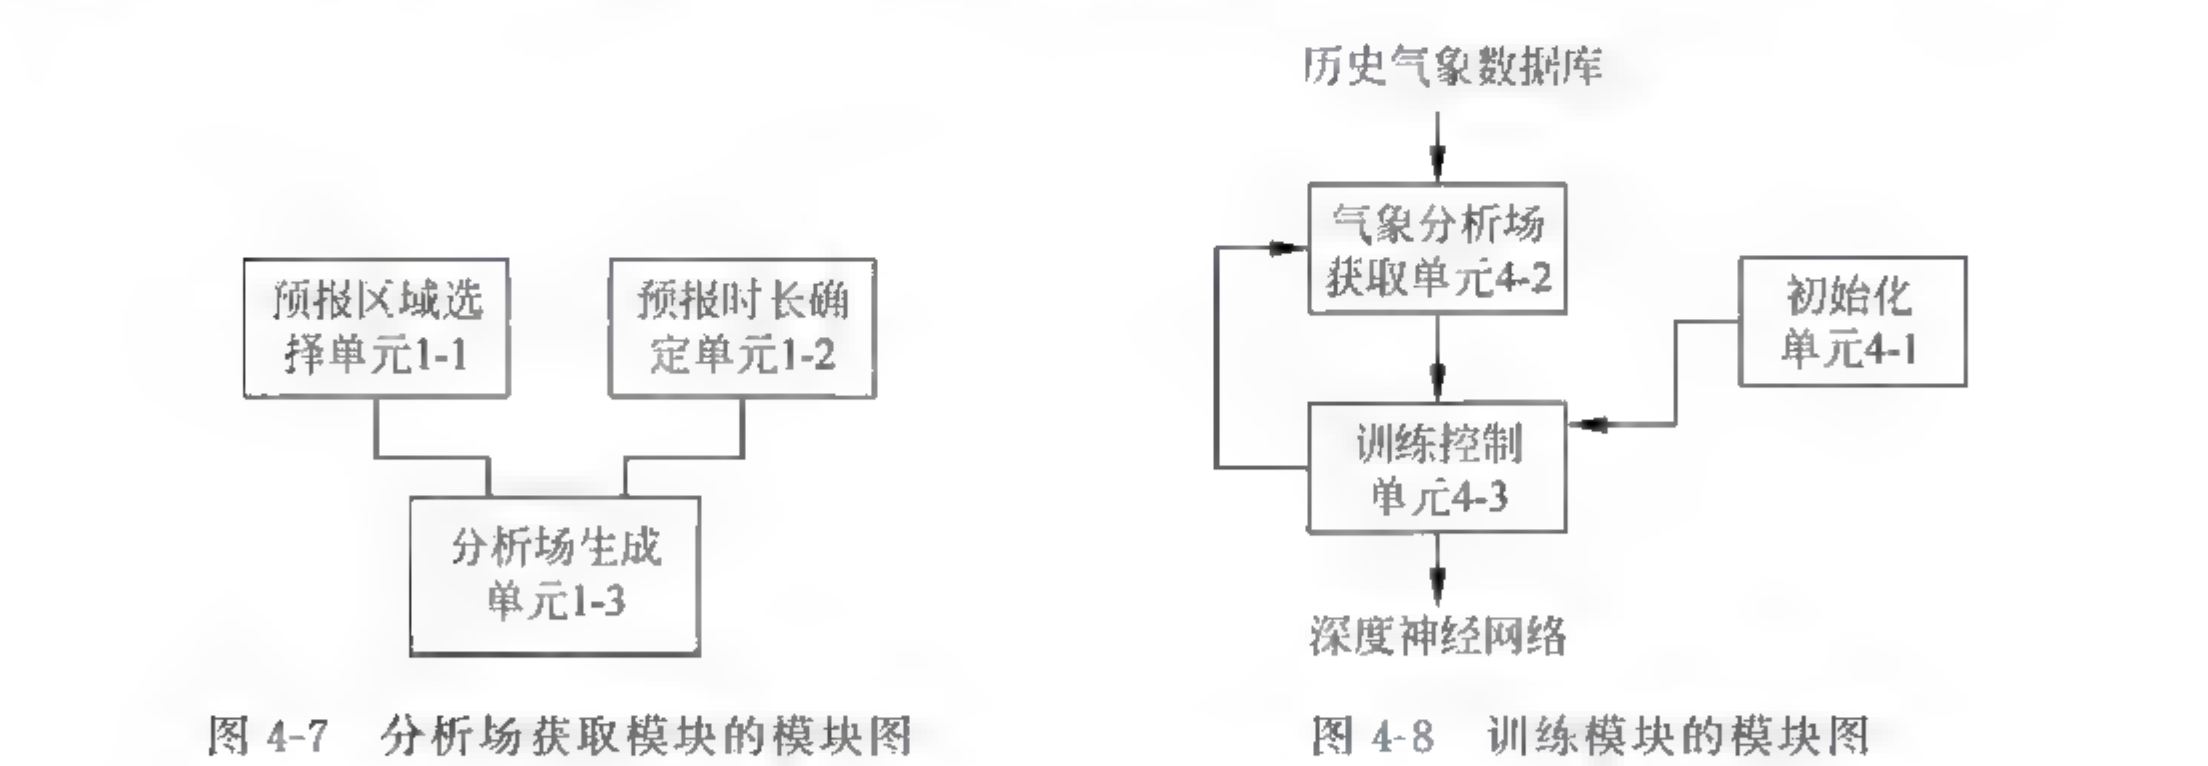 预报区域选
择单元1-1
预报时长确
定单元1-2
分析场生成
单元1-3
图 4-7 分析场获取模块的模块图
历史气象数据库
气象分析场
获取单元4-2
初始化
单元4-1
训练控制
单元4-3
深度神经网络
图 4-8 训练模块的模块图